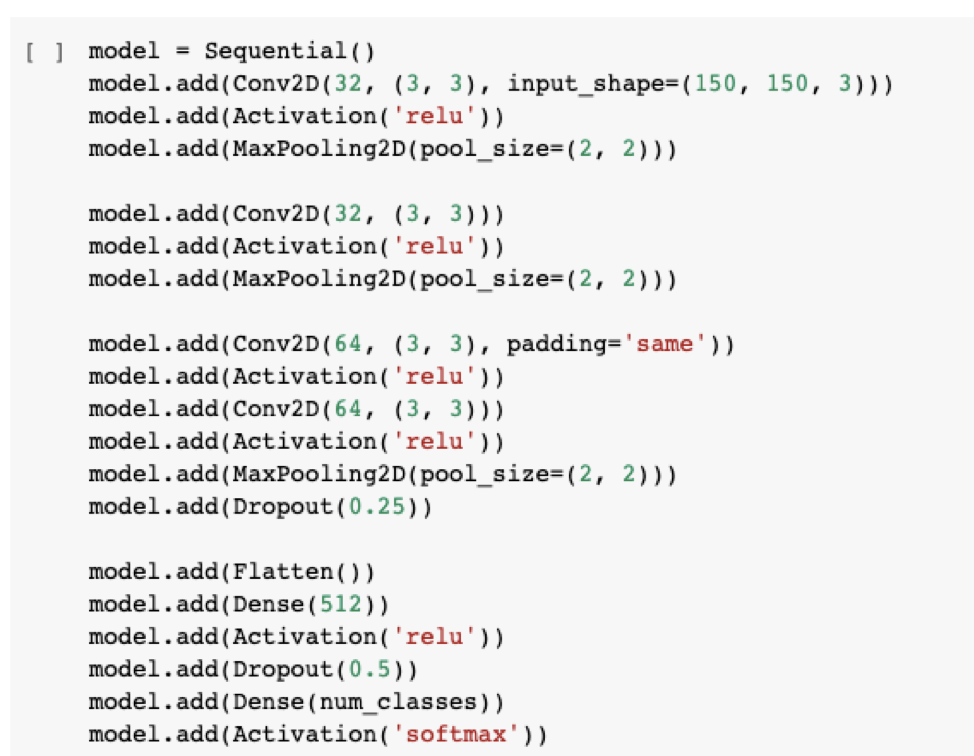 [ ] model = Sequential()
model.add(Conv2D(32, (3, 3), input_shape=(150, 150, 3)))
model.add(Activation('relu'))
model.add(MaxPooling2D(pool_size=(2, 2)))
model.add(Conv2D(32, (3, 3)))
model.add(Activation('relu'))
model.add(MaxPooling2D(pool_size=(2, 2)))
model.add(Conv2D(64, (3, 3), padding='same'))
model.add(Activation('relu'))
model.add(Conv2D(64, (3, 3)))
model.add(Activation('relu'))
model.add(MaxPooling2D(pool_size=(2, 2)))
model.add(Dropout(0.25))
model.add(Flatten())
model.add(Dense(512))
model.add(Activation('relu'))
model.add(Dropout(0.5))
model.add(Dense(num_classes))
model.add(Activation('softmax'))